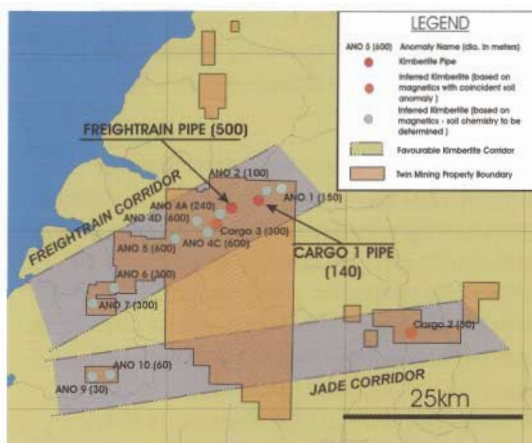 LEGEND
ANO 5 (600) Anomaly Name (dia. in meters)
Kimberlite Pipe
Inferred Kimberlite (based on
magnetics with coincident soil
anomaly )
Inferred Kimberlite (based on
magnetics - soil chemistry to be
determined )
Favourable Kimberlite Corridor
Twin Mining Property Boundary
FREIGHTRAIN PIPE (500)
FREIGHTRAIN CORRIDOR
ANO 2 (100)
ANO 4A (240)
ANO 1 (150)
ANO 4D (600)
Cargo 3 (300)
ANO 5 (600)
ANO 4C (600)
CARGO 1 PIPE
(140)
ANO 6 (300)
ANO 7 (300)
Cargo 2 (50)
ANO 10 (60)
ANO 9 (30)
JADE CORRIDOR
25km